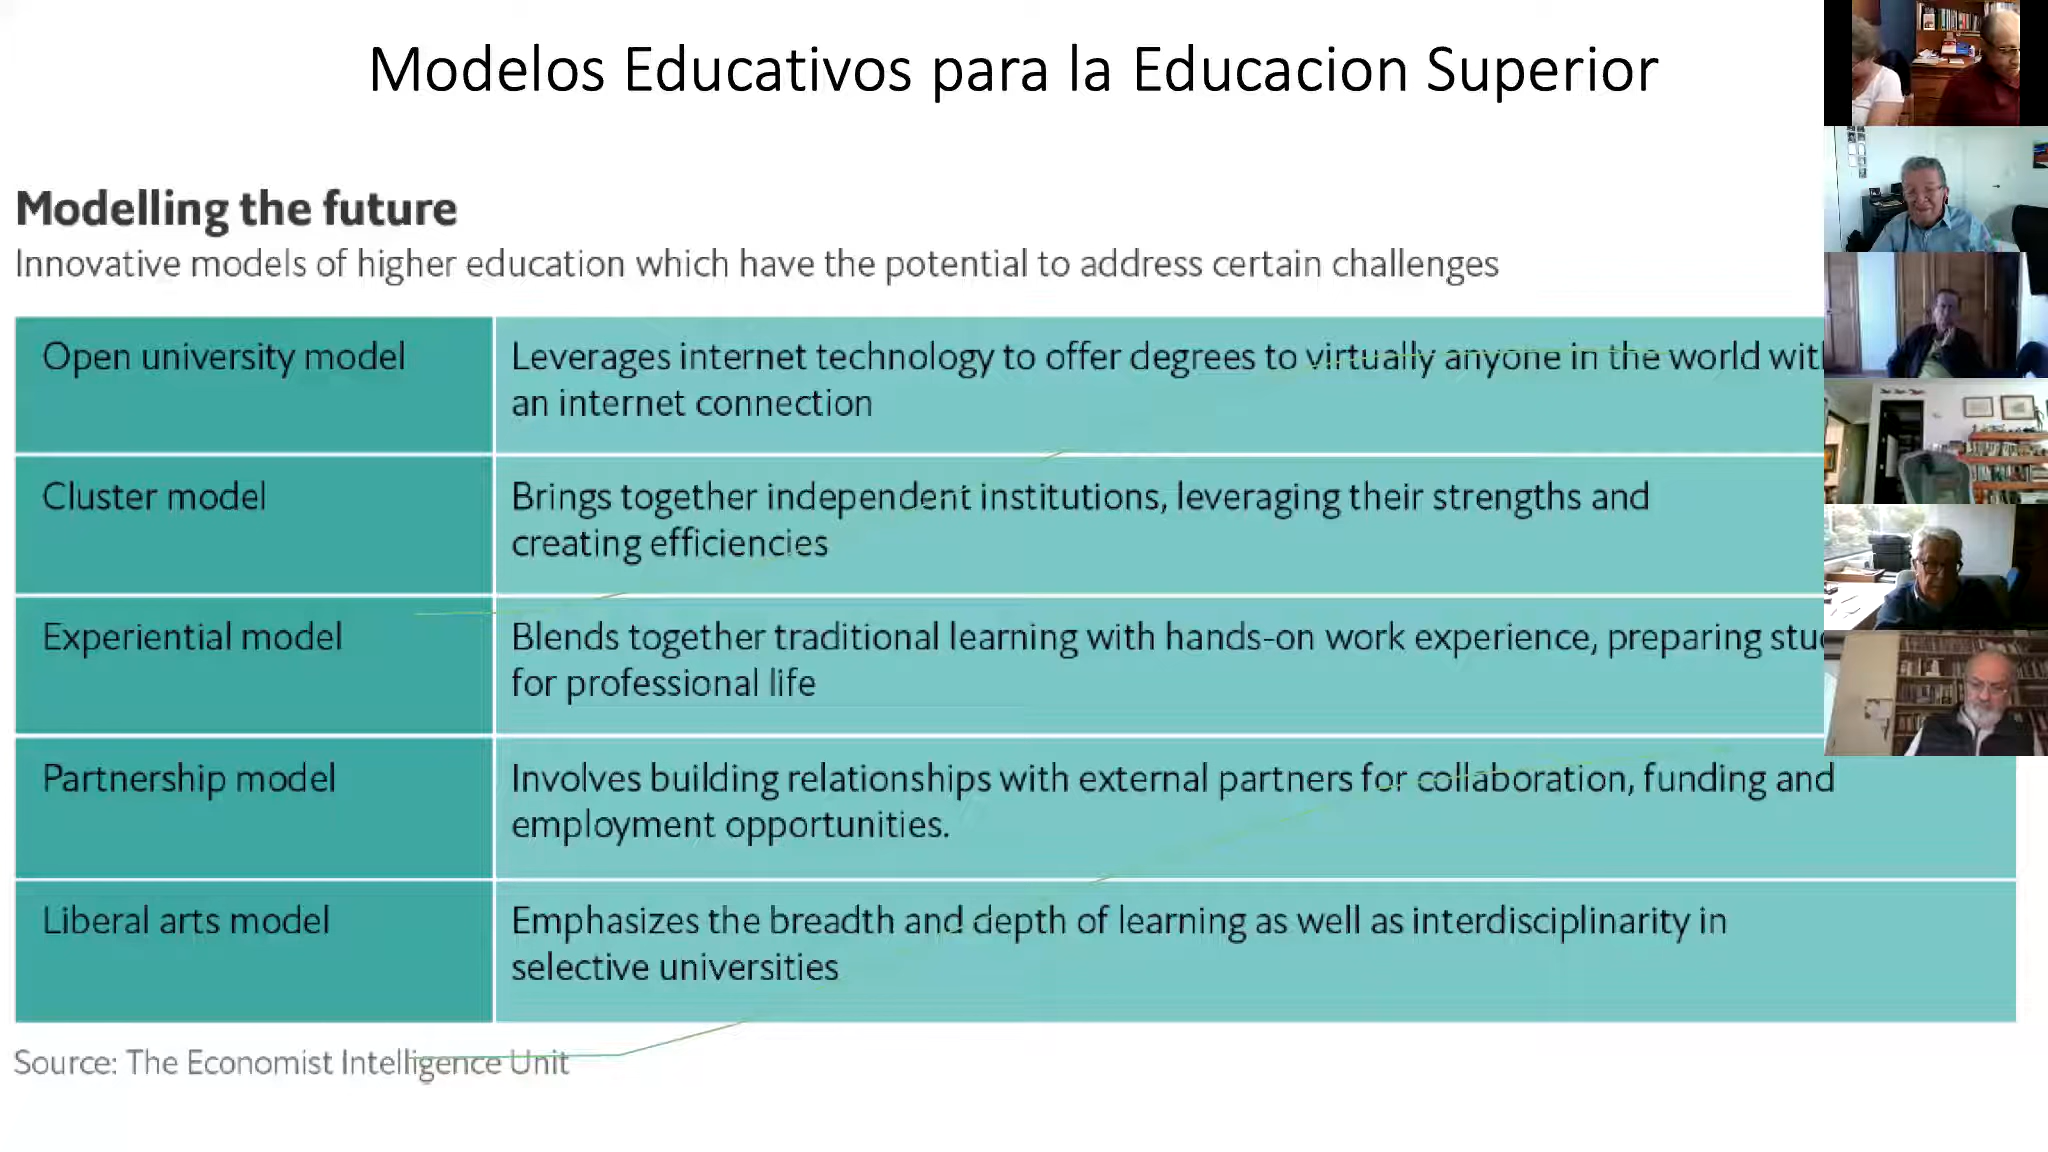 Modelos Educativos para la Educacion Superior
Modelling the future
Innovative models of higher education which have the potential to address certain challenges
Open university model
Leverages internet technology to offer degrees to virtually anyone in the world
an internet connection
Cluster model
Brings together independent institutions, leveraging their strengths and
creating efficiencies
Experiential model
Blends together traditional learning with hands-on work experience, preparing
for professional life
Partnership model
Involves building relationships with external partners for collaboration, funding and
employment opportunities.
Liberal arts model
Emphasizes the breadth and depth of learning as well as interdisciplinarity in
selective universities
Source: The Economist Intelligence Unit